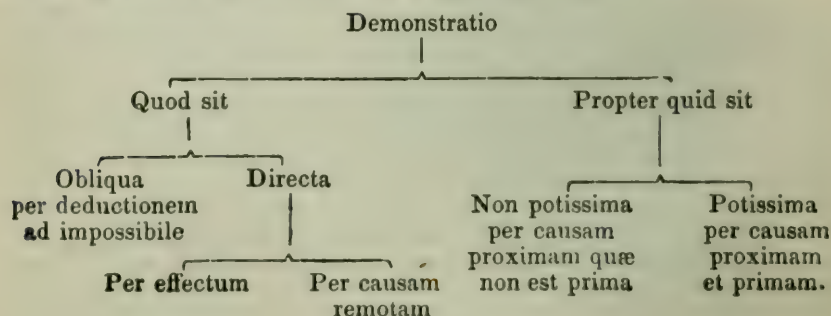 Demonstratio
Quod sit
Propter quid sit
Obliqua
per deductionem
ad impossibile
Directa
Non potissima
per causam
proximam quæ
non est prima
Potissima
per causam
proximam
et primam.
Per effectum
Per causam
remotam